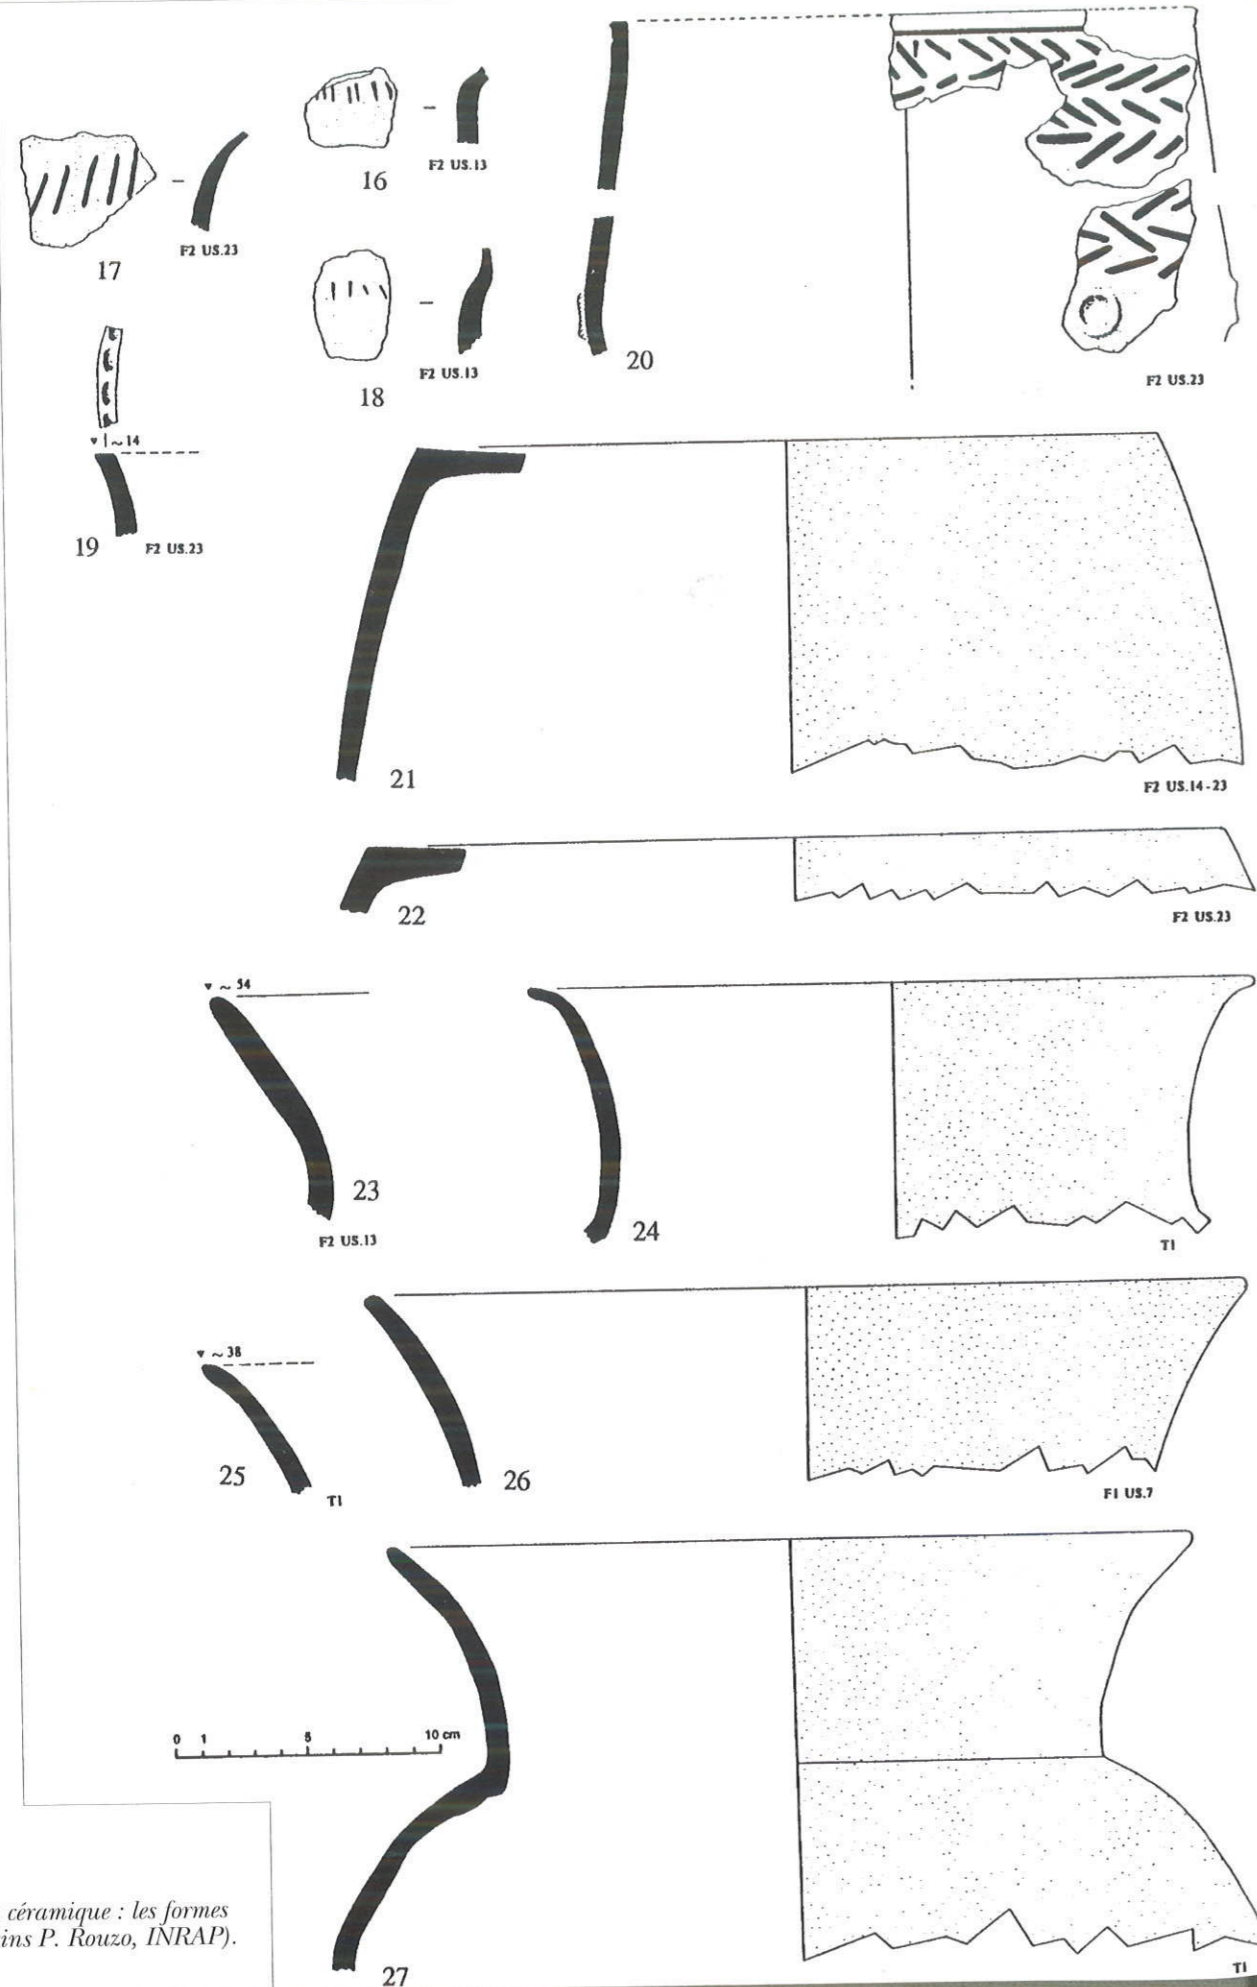 16
F2 US.13
17
F2 US.23
18
F2 US.13
20
F2 US.23
▾ | ~ 14
19
F2 US.23
21
F2 US.14-23
22
F2 US.23
▾ ~ 54
23
F2 US.13
24
T1
▾ ~ 38
25
T1
26
F1 US.7
0 1 5 10 cm
27
T1
céramique : les formes
ins P. Rouzo, INRAP).